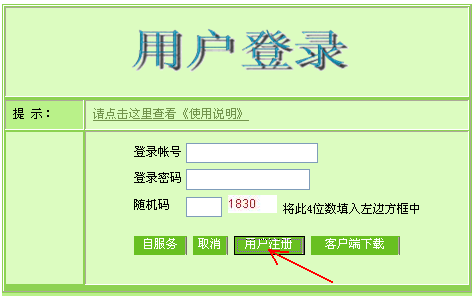 用户登录
提 示： 请点击这里查看《使用说明》
登录帐号
登录密码
随机码 1830 将此4位数填入左边方框中
自服务 取消 用户注册 客户端下载